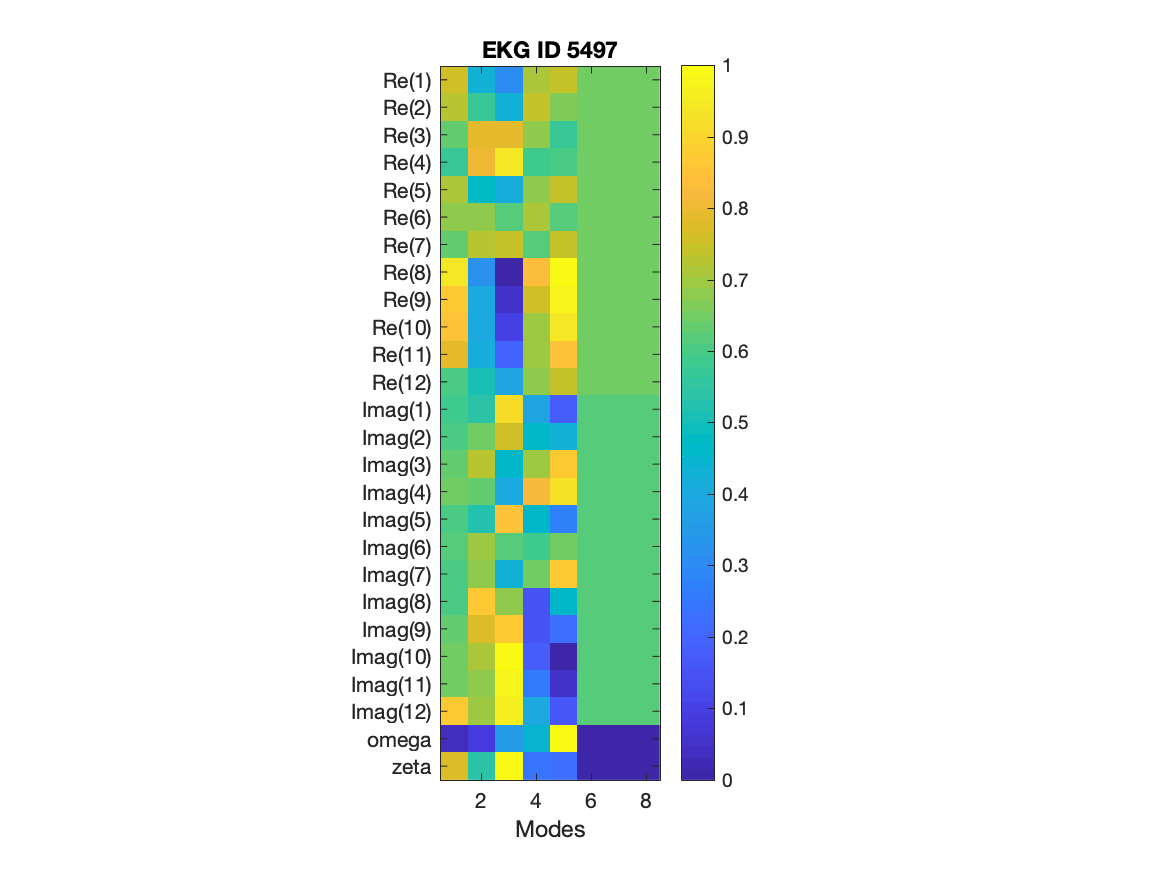 EKG ID 5497
Re(1)
Re(2)
Re(3)
Re(4)
Re(5)
Re(6)
Re(7)
Re(8)
Re(9)
Re(10)
Re(11)
Re(12)
Imag(1)
Imag(2)
Imag(3)
Imag(4)
Imag(5)
Imag(6)
Imag(7)
Imag(8)
Imag(9)
Imag(10)
Imag(11)
Imag(12)
omega
zeta
2 4 6 8
Modes
1
0.9
0.8
0.7
0.6
0.5
0.4
0.3
0.2
0.1
0